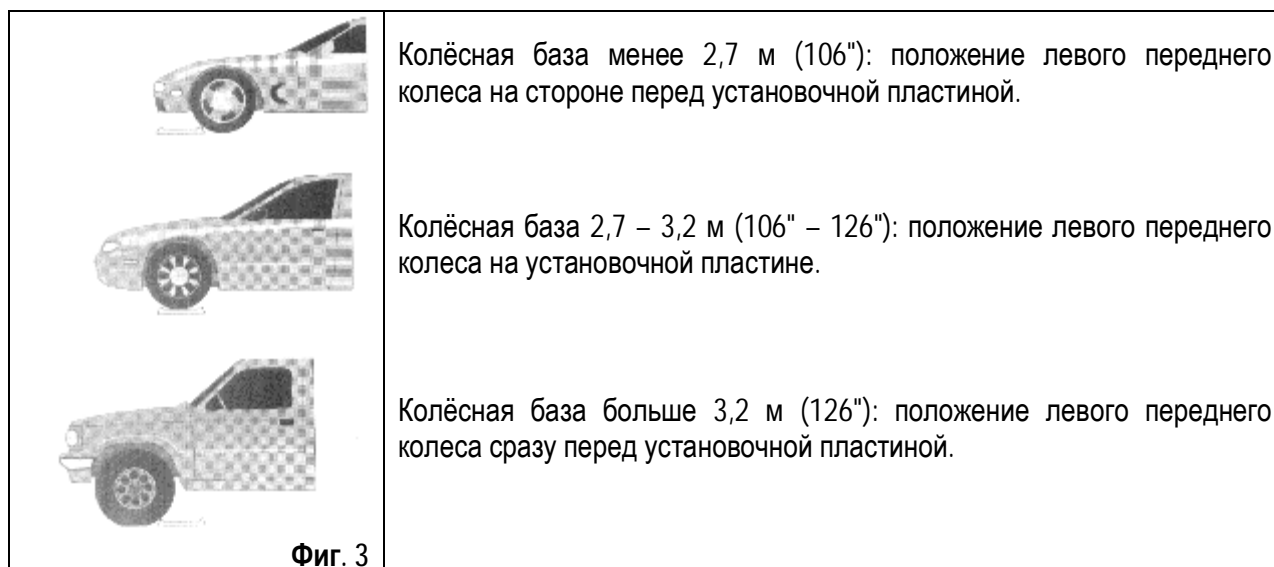 Колёсная база менее 2,7 м (106"): положение левого переднего
колеса на стороне перед установочной пластиной.
Колёсная база 2,7 – 3,2 м (106" – 126"): положение левого переднего
колеса на установочной пластине.
Колёсная база больше 3,2 м (126"): положение левого переднего
колеса сразу перед установочной пластиной.
Фиг. 3